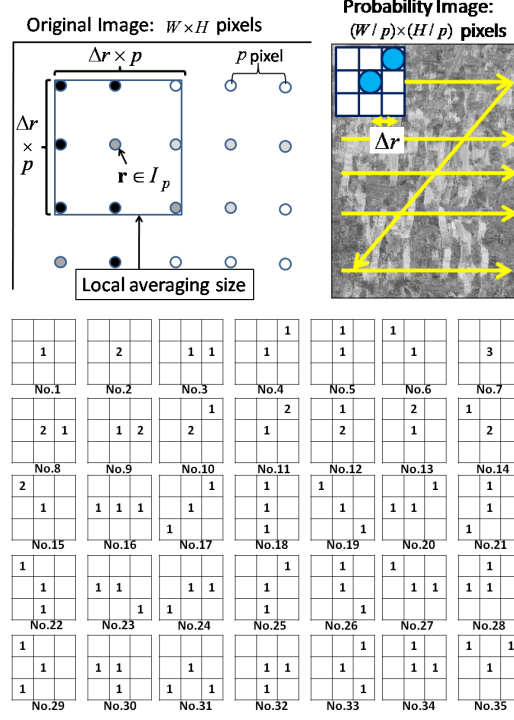 Original Image: W×H pixels
Probability Image:
(W/p)×(H/p) pixels
Δr×p
p pixel
Δr
×
p
r ∈ I_p
Δr
Local averaging size
1 1 1
1 2 1 1 1 1 1 3
No.1 No.2 No.3 No.4 No.5 No.6 No.7
1 2 1 2 1
2 1 1 2 2 1 2 1 2
No.8 No.9 No.10 No.11 No.12 No.13 No.14
2 1 1 1 1 1
1 1 1 1 1 1 1 1 1 1
1 1 1 1
No.15 No.16 No.17 No.18 No.19 No.20 No.21
1 1 1 1 1
1 1 1 1 1 1 1 1 1 1 1
1 1 1 1 1
No.22 No.23 No.24 No.25 No.26 No.27 No.28
1 1 1 1 1
1 1 1 1 1 1 1 1 1 1
1 1 1 1 1 1
No.29 No.30 No.31 No.32 No.33 No.34 No.35